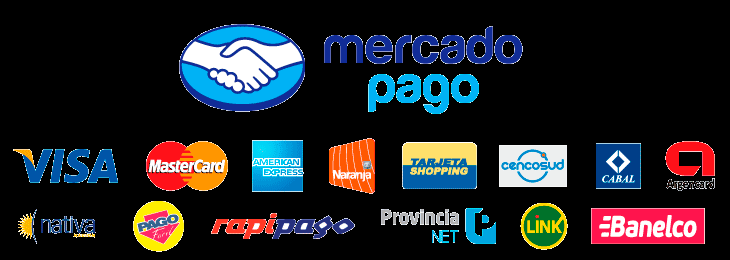 mercado
pago
VISA
MasterCard
AMERICAN
EXPRESS
Naranja
TARJETA
SHOPPING
cencosud
CABAL
Argencard
nativa
PAGO
fácil
rapipago
Provincia
NET
LINK
Banelco